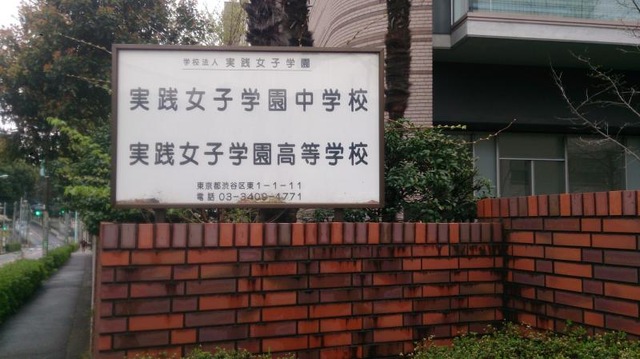 学校法人 実践女子学園
実践女子学園中学校
実践女子学園高等学校
東京都渋谷区東1-1-11
電話 03-3409-1771